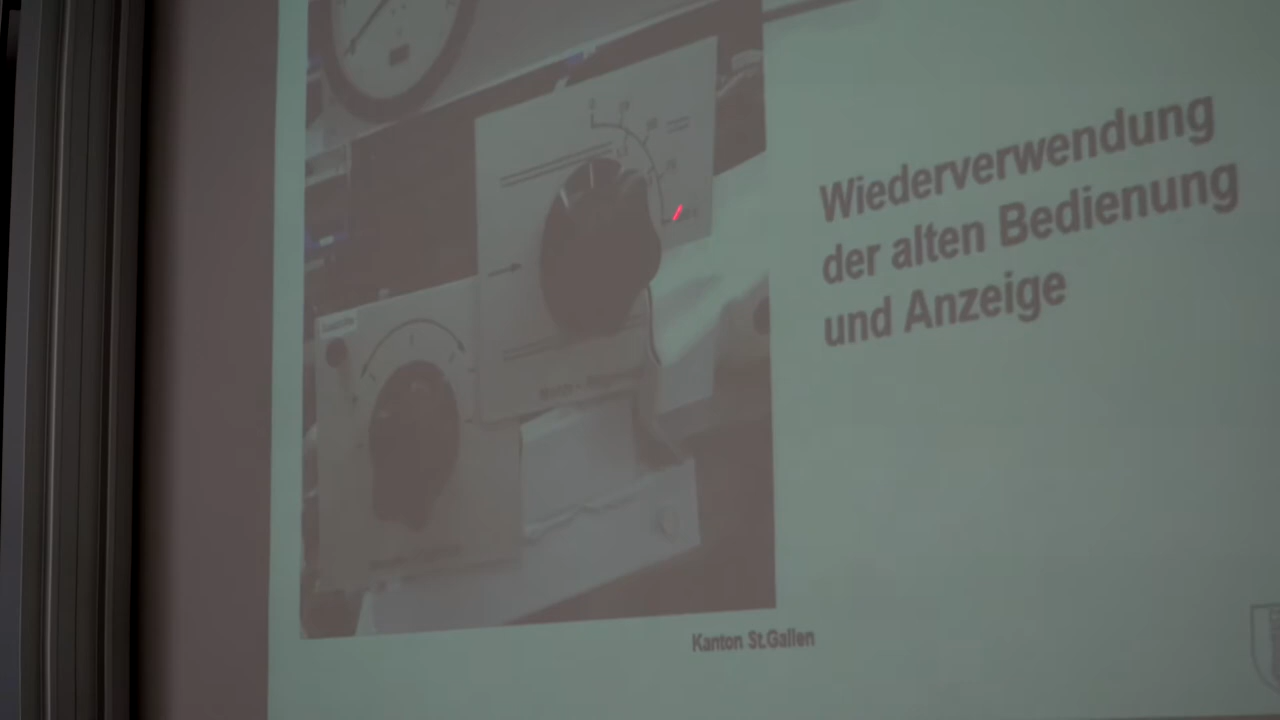 Wiederverwendung
der alten Bedienung
und Anzeige
Kanton St.Gallen